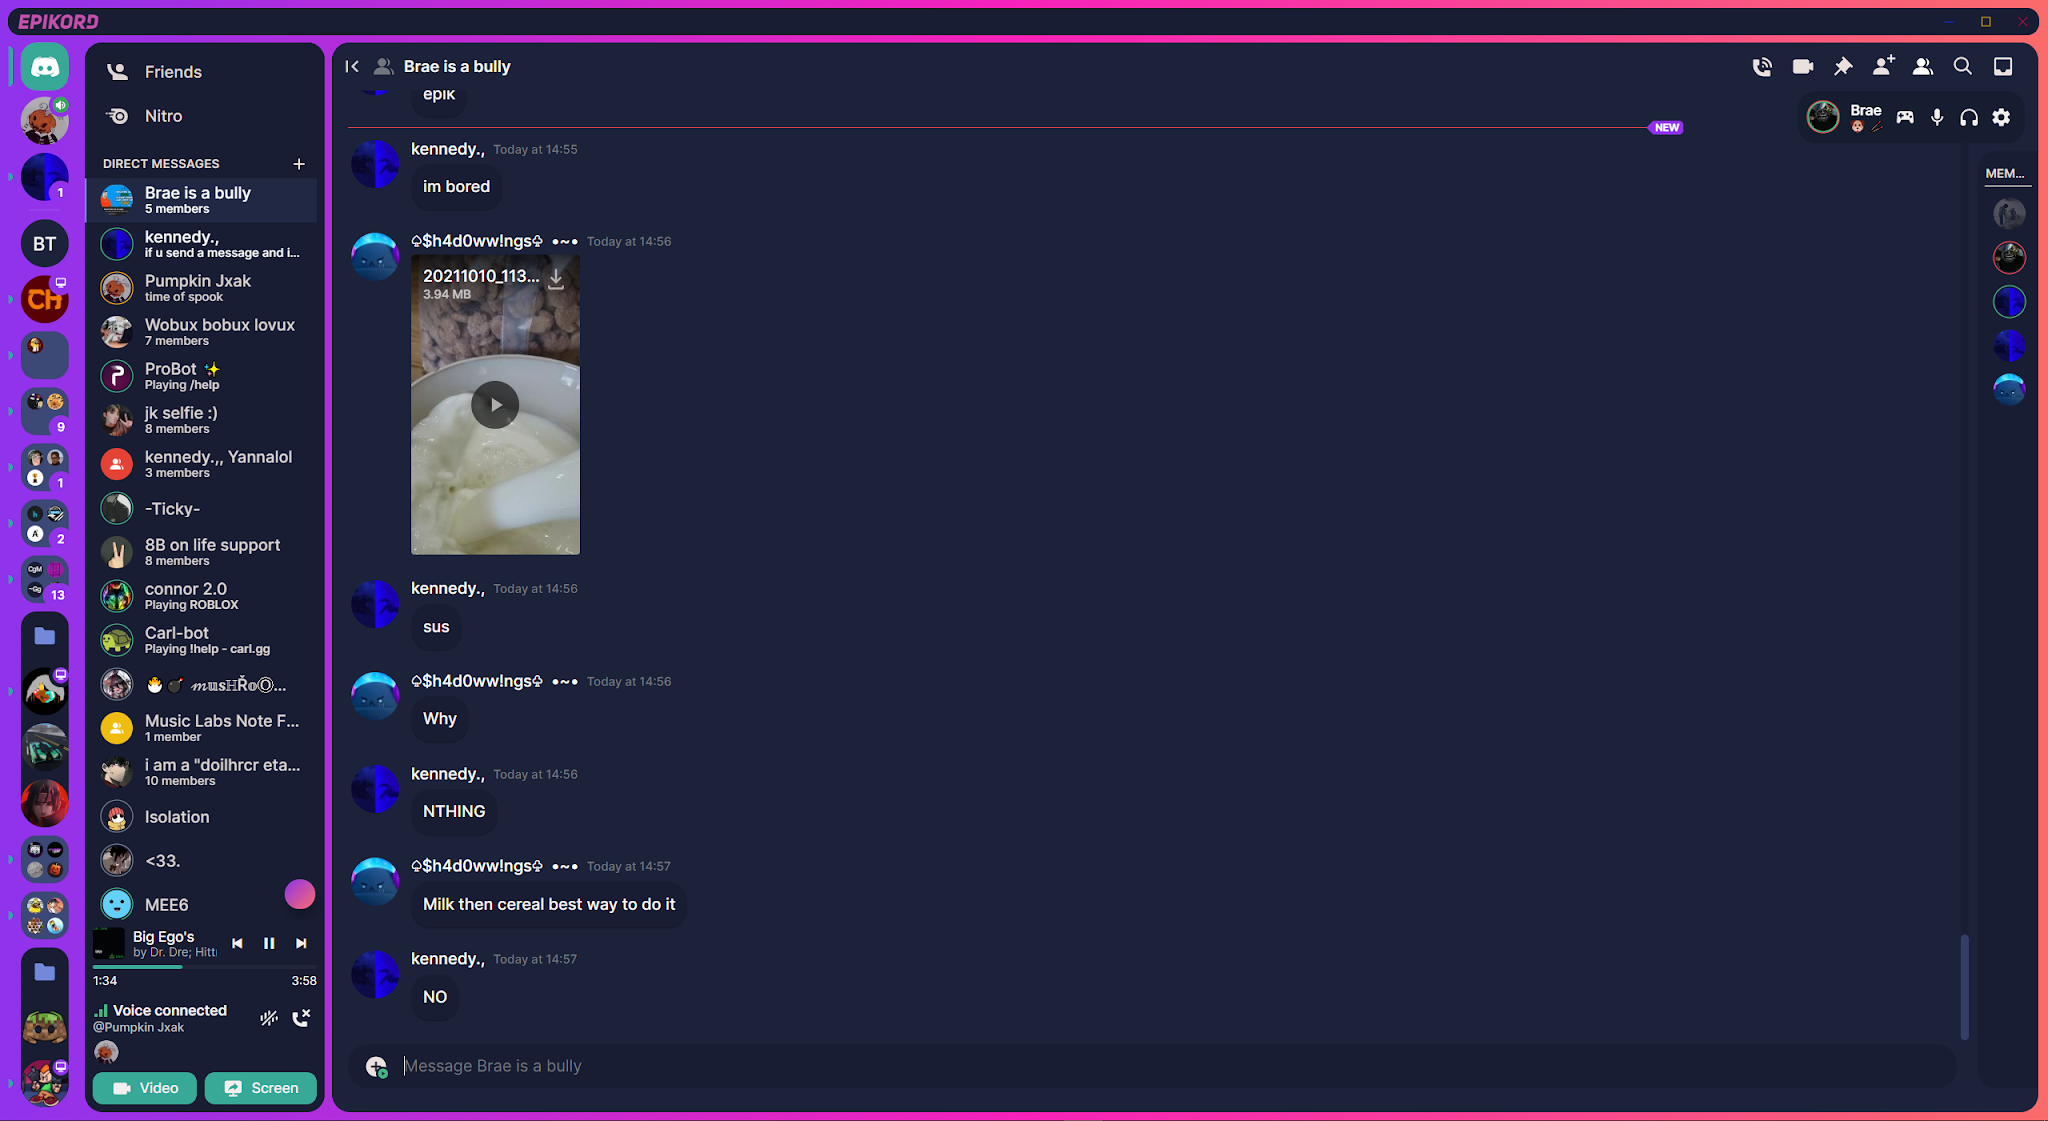 EPIKORD
1
BT
9
1
A
2
CgM
~Gg
13
Friends
Nitro
DIRECT MESSAGES
Brae is a bully
5 members
kennedy.,
if u send a message and i...
Pumpkin Jxak
time of spook
Wobux bobux lovux
7 members
ProBot ✨
Playing /help
jk selfie :)
8 members
kennedy.,, Yannalol
3 members
-Ticky-
8B on life support
8 members
connor 2.0
Playing ROBLOX
Carl-bot
Playing !help - carl.gg
🐣 💣 𝓂𝕦𝕤ℍŘ𝕠Ⓞ...
Music Labs Note F...
1 member
i am a "doilhrcr eta...
10 members
Isolation
<33.
MEE6
Big Ego's
by Dr. Dre; Hitt
1:34
3:58
Voice connected
@Pumpkin Jxak
Video
Screen
Brae is a bully
epik
NEW
kennedy., Today at 14:55
im bored
♤$h4d0ww!ngs♧ •~• Today at 14:56
20211010_113...
3.94 MB
kennedy., Today at 14:56
sus
♤$h4d0ww!ngs♧ •~• Today at 14:56
Why
kennedy., Today at 14:56
NTHING
♤$h4d0ww!ngs♧ •~• Today at 14:57
Milk then cereal best way to do it
kennedy., Today at 14:57
NO
Message Brae is a bully
Brae
MEM...